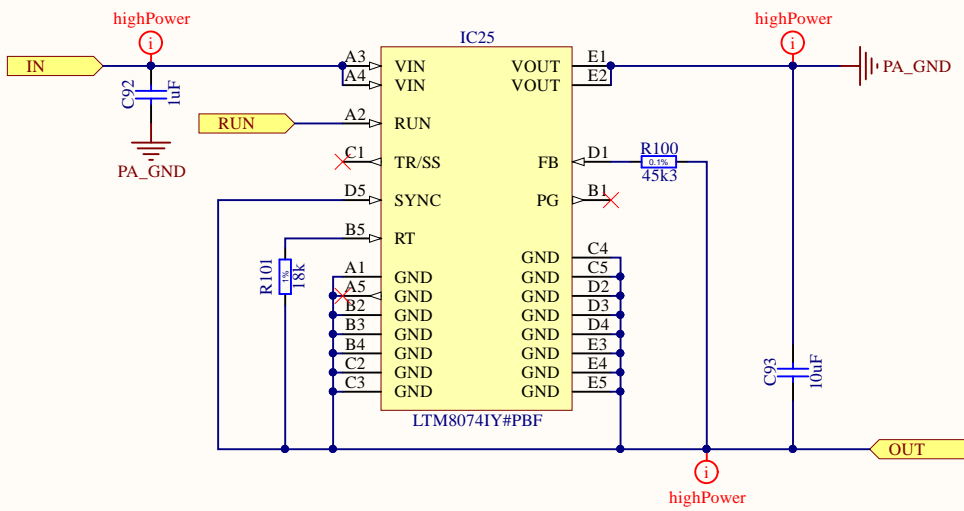 highPower
highPower
i
i
IC25
IN
A3
VIN
VOUT
E1
A4
VIN
VOUT
E2
PA_GND
C92
1uF
RUN
A2
RUN
PA_GND
C1
TR/SS
FB
D1
R100
0.1%
45k3
D5
SYNC
PG
B1
B5
RT
R101
1%
18k
GND
C4
A1
GND
GND
C5
A5
GND
GND
D2
B2
GND
GND
D3
B3
GND
GND
D4
B4
GND
GND
E3
C2
GND
GND
E4
C3
GND
GND
E5
C93
10uF
LTM8074IY#PBF
OUT
i
highPower